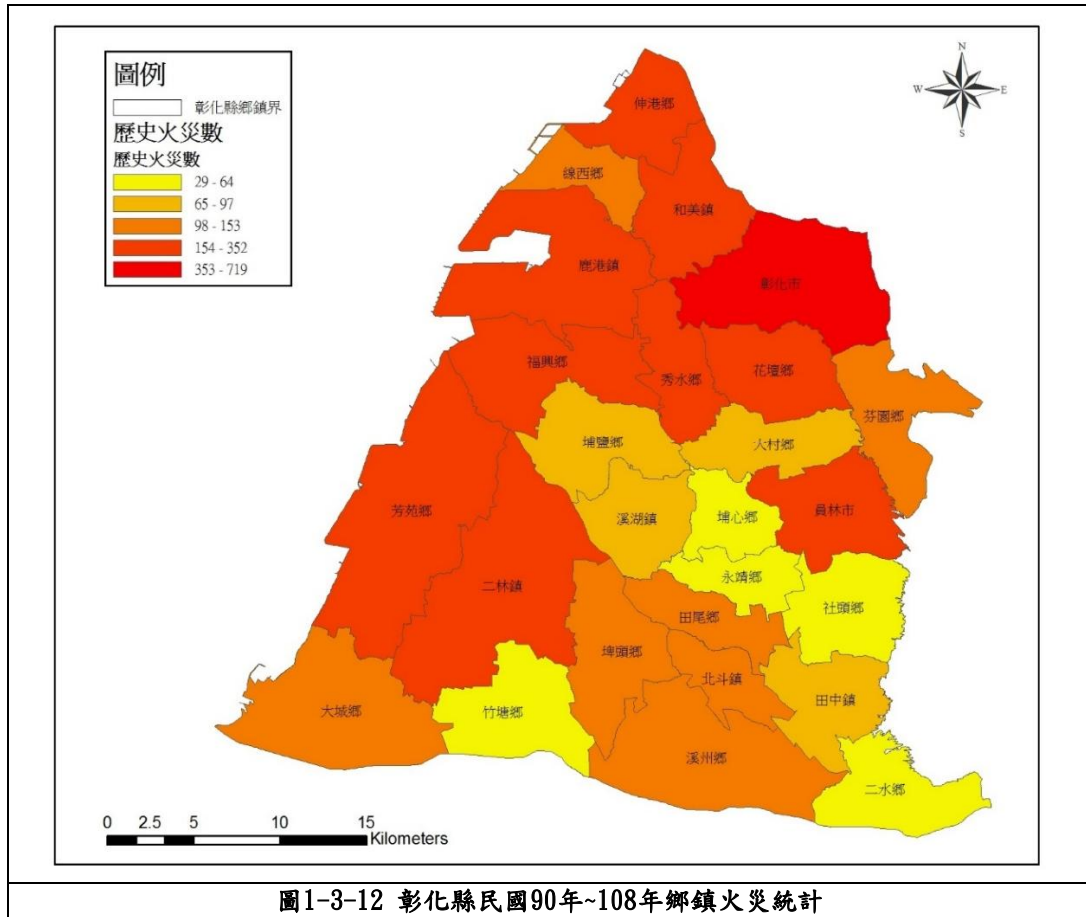 圖例
彰化縣鄉鎮界
歷史火災數
歷史火災數
29 - 64
65 - 97
98 - 153
154 - 352
353 - 719
N
W
E
S
伸港鄉
線西鄉
和美鎮
鹿港鎮
彰化市
福興鄉
秀水鄉
花壇鄉
芬園鄉
埔鹽鄉
大村鄉
芳苑鄉
溪湖鎮
埔心鄉
員林市
二林鎮
永靖鄉
社頭鄉
田尾鄉
埤頭鄉
北斗鎮
田中鎮
大城鄉
竹塘鄉
溪州鄉
二水鄉
0 2.5 5 10 15
Kilometers
圖1-3-12 彰化縣民國90年~108年鄉鎮火災統計